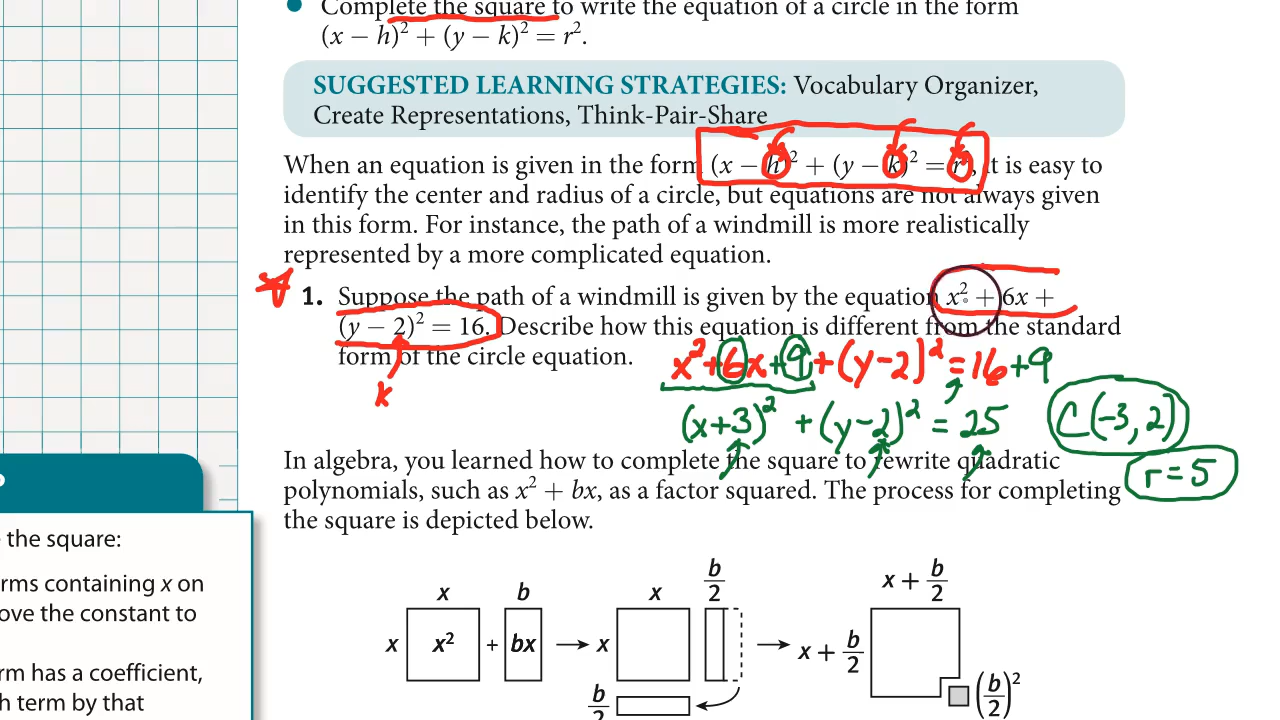 Complete the square to write the equation of a circle in the form
(x − h)² + (y − k)² = r².
SUGGESTED LEARNING STRATEGIES: Vocabulary Organizer,
Create Representations, Think-Pair-Share
When an equation is given in the form (x − h)² + (y − k)² = r², it is easy to
identify the center and radius of a circle, but equations are not always given
in this form. For instance, the path of a windmill is more realistically
represented by a more complicated equation.
1. Suppose the path of a windmill is given by the equation x² + 6x +
(y − 2)² = 16. Describe how this equation is different from the standard
form of the circle equation.
x² + 6x + 9 + (y − 2)² = 16 + 9
k
(x + 3)² + (y − 2)² = 25
C(−3, 2)
r = 5
In algebra, you learned how to complete the square to rewrite quadratic
polynomials, such as x² + bx, as a factor squared. The process for completing
the square is depicted below.
the square:
rms containing x on
ove the constant to
rm has a coefficient,
h term by that
x b x b/2 x + b/2
x x² + bx → x → x + b/2
b/2 (b/2)²